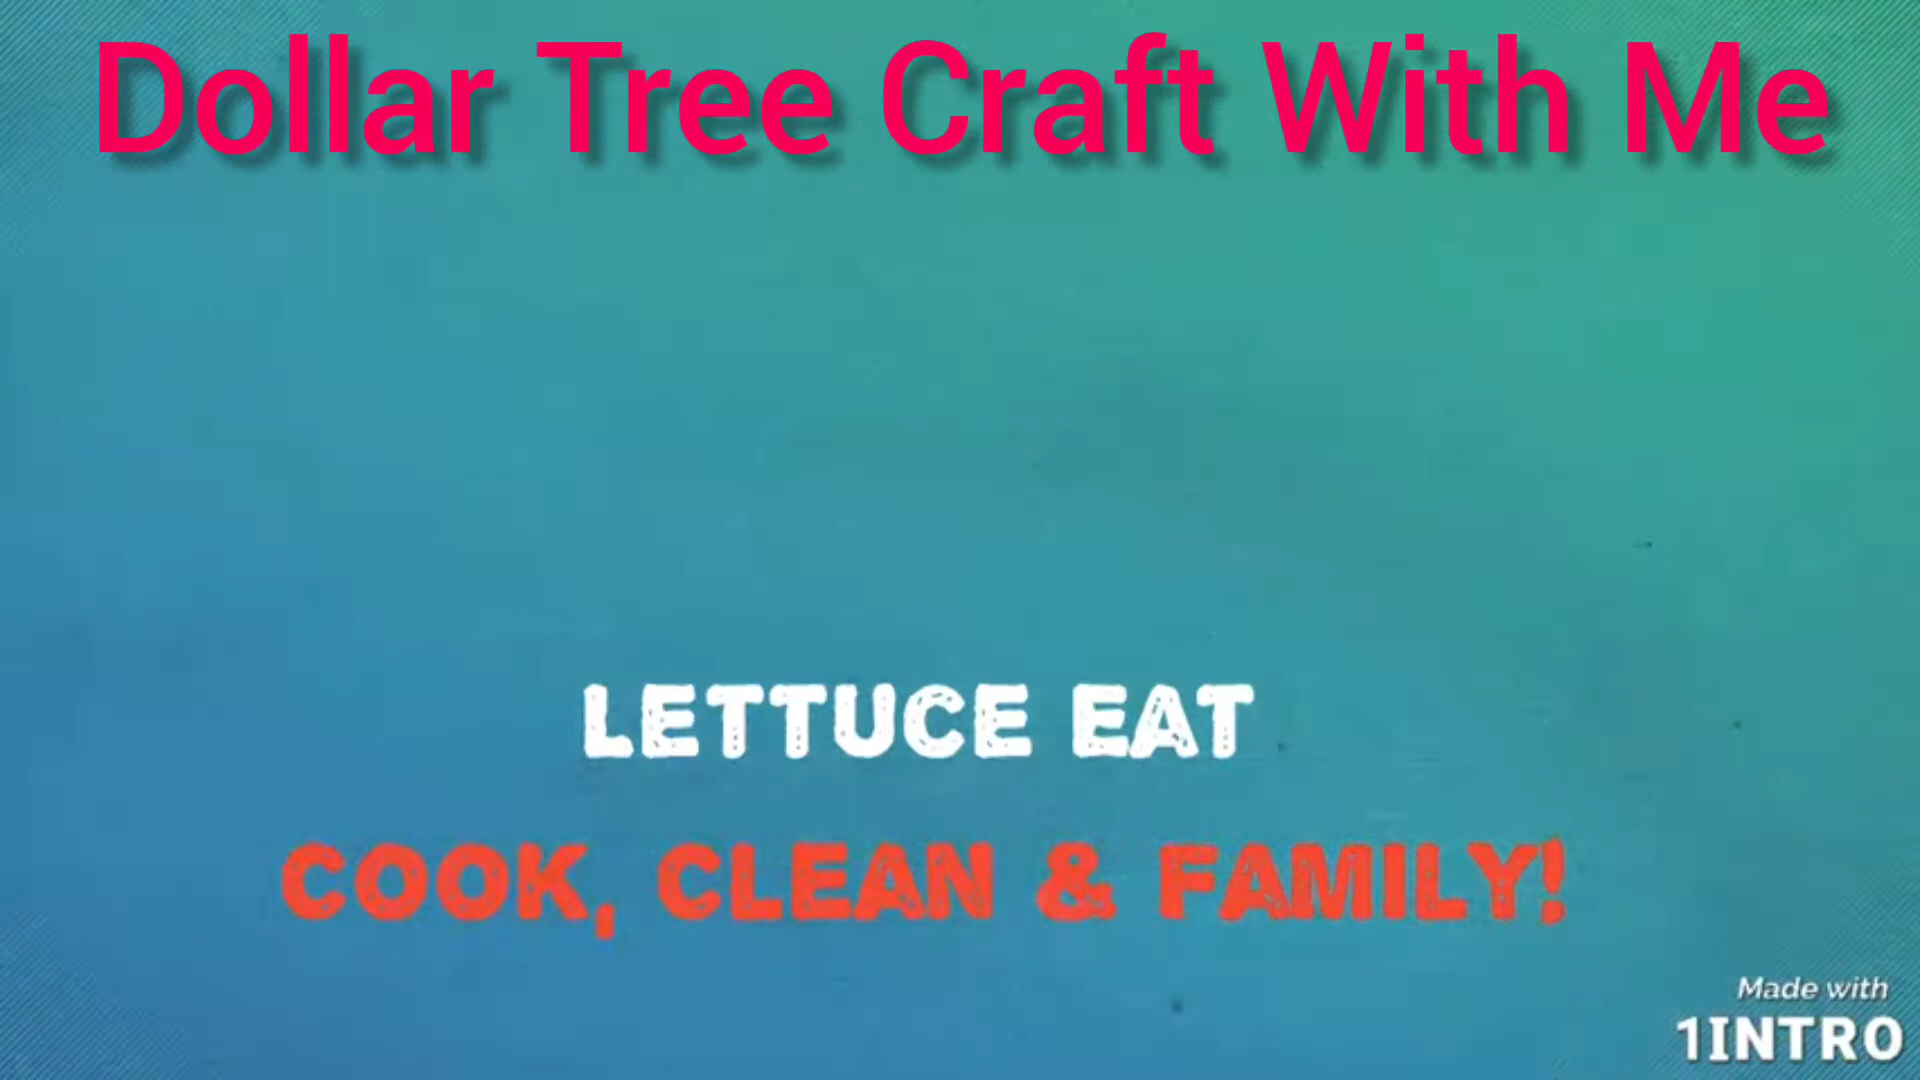 Dollar Tree Craft With Me
LETTUCE EAT
COOK, CLEAN & FAMILY!
Made with
1INTRO